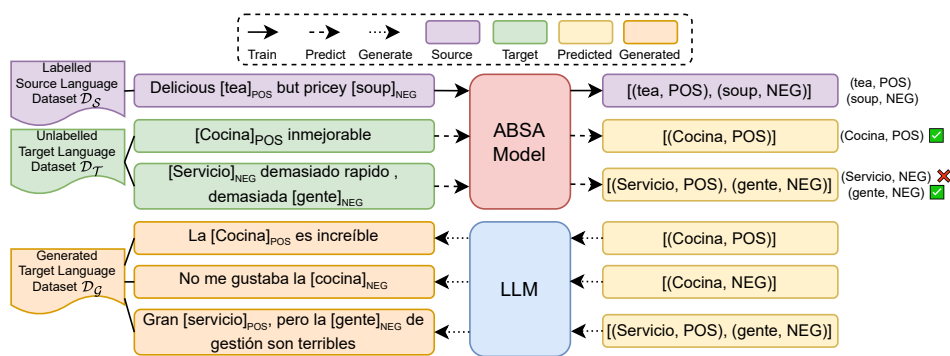 Train
Predict
Generate
Source
Target
Predicted
Generated
Labelled
Source Language
Dataset 𝒟𝒮
Delicious [tea]POS but pricey [soup]NEG
ABSA
Model
[(tea, POS), (soup, NEG)]
(tea, POS)
(soup, NEG)
Unlabelled
Target Language
Dataset 𝒟𝒯
[Cocina]POS inmejorable
[(Cocina, POS)]
(Cocina, POS) ✅
[Servicio]NEG demasiado rapido ,
demasiada [gente]NEG
[(Servicio, POS), (gente, NEG)]
(Servicio, NEG) ❌
(gente, NEG) ✅
Generated
Target Language
Dataset 𝒟𝒢
La [Cocina]POS es increíble
LLM
[(Cocina, POS)]
No me gustaba la [cocina]NEG
[(Cocina, NEG)]
Gran [servicio]POS, pero la [gente]NEG de
gestión son terribles
[(Servicio, POS), (gente, NEG)]